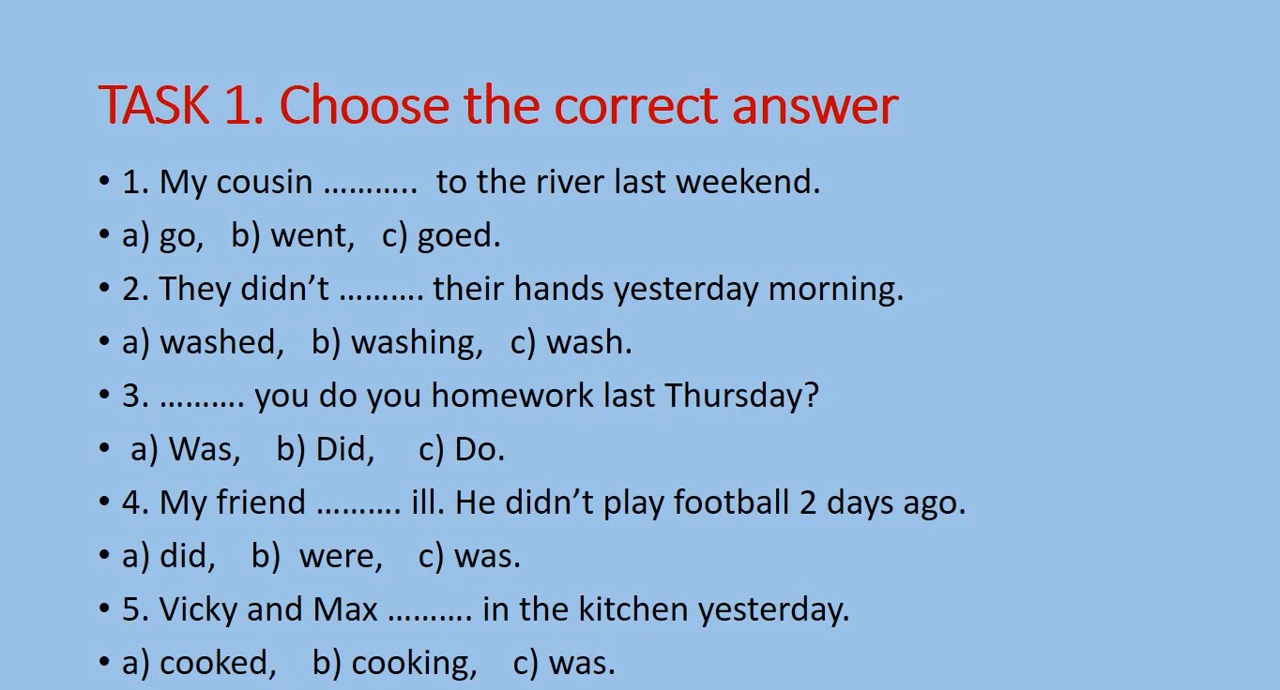 TASK 1. Choose the correct answer
• 1. My cousin ……….. to the river last weekend.
• a) go, b) went, c) goed.
• 2. They didn’t ………. their hands yesterday morning.
• a) washed, b) washing, c) wash.
• 3. ………. you do you homework last Thursday?
• a) Was, b) Did, c) Do.
• 4. My friend ………. ill. He didn’t play football 2 days ago.
• a) did, b) were, c) was.
• 5. Vicky and Max ………. in the kitchen yesterday.
• a) cooked, b) cooking, c) was.